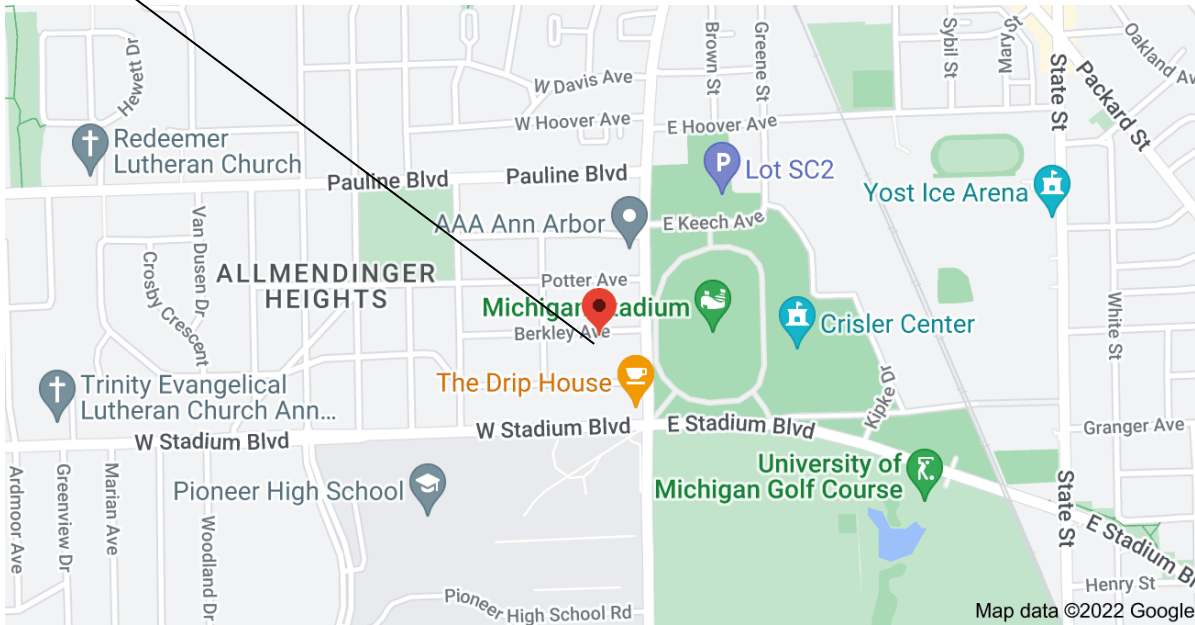 Hewett Dr
W Davis Ave
Brown St
Greene St
Sybil St
Mary St
State St
Packard St
Oakland Av
W Hoover Ave
E Hoover Ave
Redeemer
Lutheran Church
Pauline Blvd
Pauline Blvd
Lot SC2
P
Yost Ice Arena
AAA Ann Arbor
E Keech Ave
Van Dusen Dr
Crosby Crescent
ALLMENDINGER
HEIGHTS
Potter Ave
Michigan Stadium
Berkley Ave
Crisler Center
White St
The Drip House
Trinity Evangelical
Lutheran Church Ann...
Kipke Dr
W Stadium Blvd
W Stadium Blvd
E Stadium Blvd
Granger Ave
University of
Michigan Golf Course
Pioneer High School
Ardmoor Ave
Greenview Dr
Marian Ave
Woodland Dr
State St
E Stadium Bl
Henry St
Pioneer High School Rd
Map data ©2022 Google